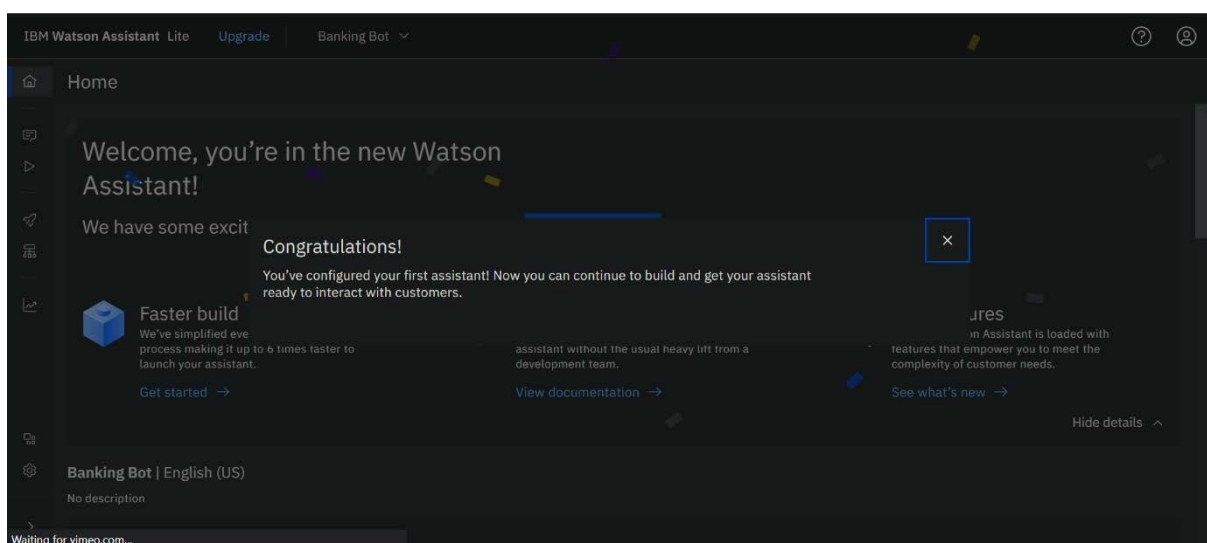 IBM Watson Assistant Lite Upgrade Banking Bot
Home
Welcome, you're in the new Watson
Assistant!
We have some excit
Congratulations!
You've configured your first assistant! Now you can continue to build and get your assistant
ready to interact with customers.
Faster build
We've simplified eve
process making it up to 6 times faster to
launch your assistant.
Get started →
assistant without the usual heavy lift from a
development team.
View documentation →
ures
on Assistant is loaded with
features that empower you to meet the
complexity of customer needs.
See what's new →
Hide details
Banking Bot | English (US)
No description
Waiting for vimeo.com...